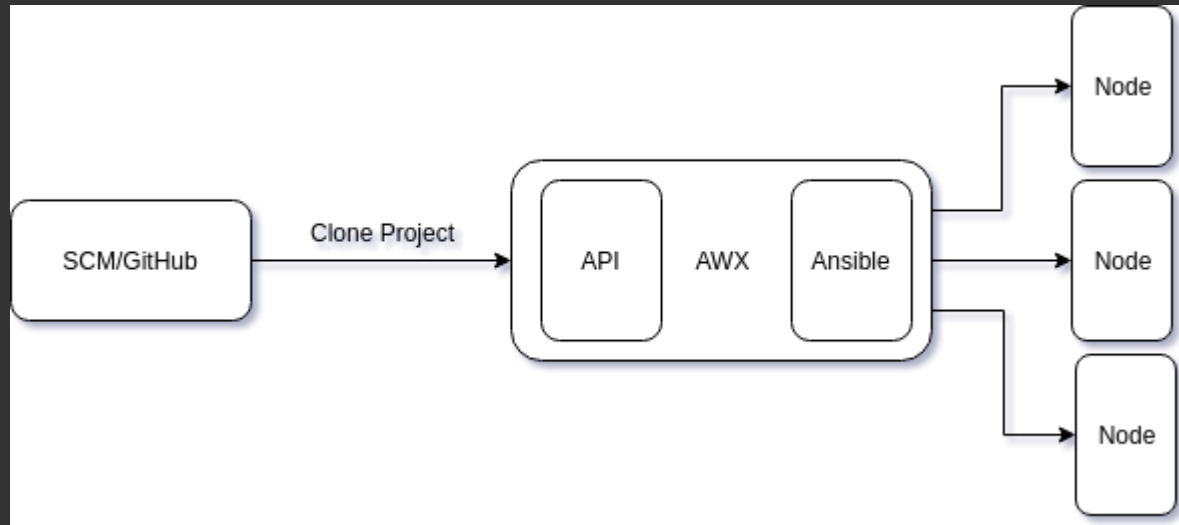 Node
Clone Project
SCM/GitHub
API
AWX
Ansible
Node
Node